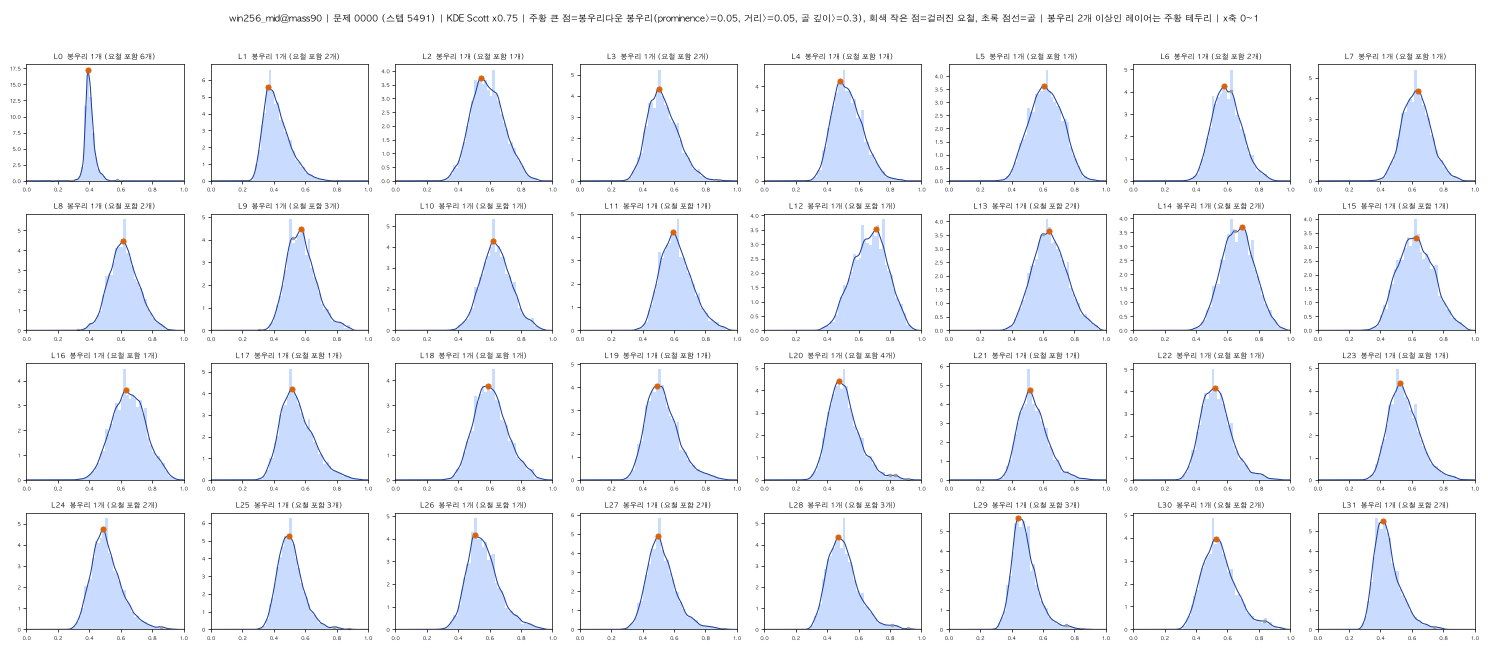 win256_mid@mass90 | 문제 0000 (스텝 5491) | KDE Scott x0.75 | 주황 큰 점=봉우리다운 봉우리(prominence>=0.05, 거리>=0.05, 골 깊이>=0.3), 회색 작은 점=걸러진 요철, 초록 점선=골 | 봉우리 2개 이상인 레이어는 주황 테두리 | x축 0~1
L0 봉우리 1개 (요철 포함 6개)
L1 봉우리 1개 (요철 포함 2개)
L2 봉우리 1개 (요철 포함 1개)
L3 봉우리 1개 (요철 포함 2개)
L4 봉우리 1개 (요철 포함 1개)
L5 봉우리 1개 (요철 포함 1개)
L6 봉우리 1개 (요철 포함 2개)
L7 봉우리 1개 (요철 포함 1개)
L8 봉우리 1개 (요철 포함 2개)
L9 봉우리 1개 (요철 포함 3개)
L10 봉우리 1개 (요철 포함 1개)
L11 봉우리 1개 (요철 포함 1개)
L12 봉우리 1개 (요철 포함 1개)
L13 봉우리 1개 (요철 포함 2개)
L14 봉우리 1개 (요철 포함 2개)
L15 봉우리 1개 (요철 포함 1개)
L16 봉우리 1개 (요철 포함 1개)
L17 봉우리 1개 (요철 포함 1개)
L18 봉우리 1개 (요철 포함 1개)
L19 봉우리 1개 (요철 포함 1개)
L20 봉우리 1개 (요철 포함 4개)
L21 봉우리 1개 (요철 포함 1개)
L22 봉우리 1개 (요철 포함 1개)
L23 봉우리 1개 (요철 포함 1개)
L24 봉우리 1개 (요철 포함 2개)
L25 봉우리 1개 (요철 포함 3개)
L26 봉우리 1개 (요철 포함 1개)
L27 봉우리 1개 (요철 포함 2개)
L28 봉우리 1개 (요철 포함 3개)
L29 봉우리 1개 (요철 포함 3개)
L30 봉우리 1개 (요철 포함 2개)
L31 봉우리 1개 (요철 포함 2개)